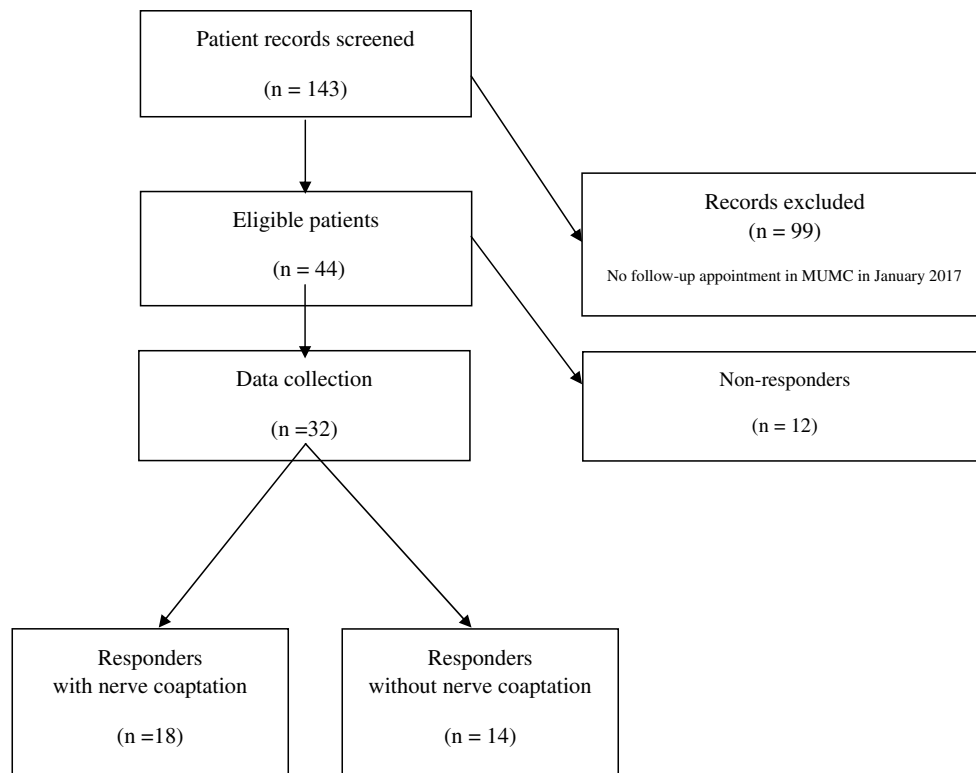 Patient records screened
(n = 143)
Records excluded
(n = 99)
No follow-up appointment in MUMC in January 2017
Eligible patients
(n = 44)
Non-responders
(n = 12)
Data collection
(n =32)
Responders
with nerve coaptation
(n =18)
Responders
without nerve coaptation
(n = 14)